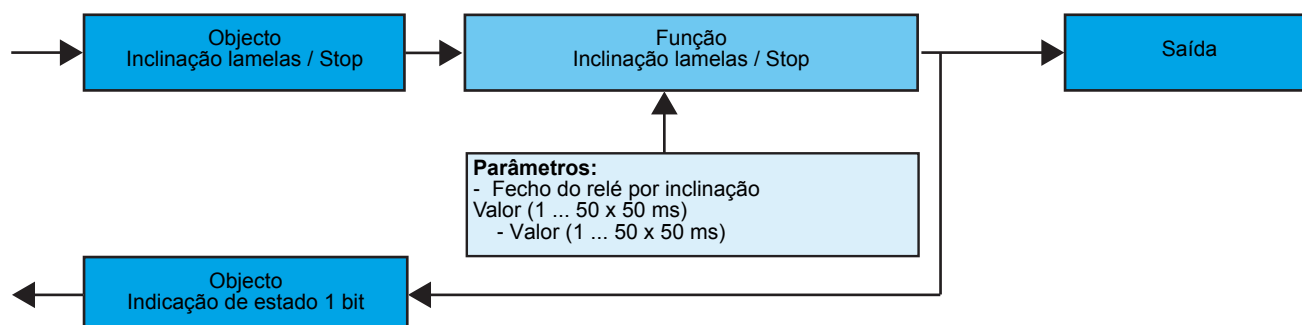 Objecto
Inclinação lamelas / Stop
Função
Inclinação lamelas / Stop
Saída
Parâmetros:
- Fecho do relé por inclinação
Valor (1 ... 50 x 50 ms)
- Valor (1 ... 50 x 50 ms)
Objecto
Indicação de estado 1 bit